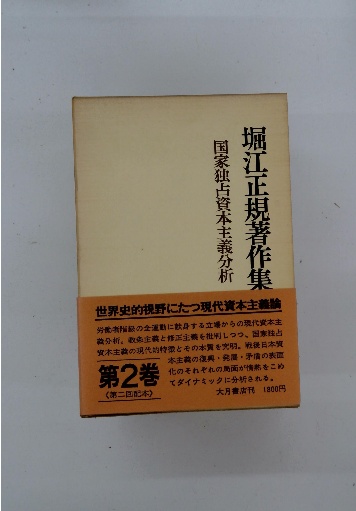 堀江正規著作集
国家独占資本主義分析
世界史的視野にたつ現代資本主義論
労働者階級の全運動に献身する立場からの現代資本主
義分析。教条主義と修正主義を批判しつつ、国家独占
資本主義の現代的特徴とその本質を究明。戦後日本資
本主義の復興・発展・矛盾の激
化のそれぞれの局面が情熱をこめ
てダイナミックに分析される。
第2巻
《第二回配本》
大月書店刊 1800円